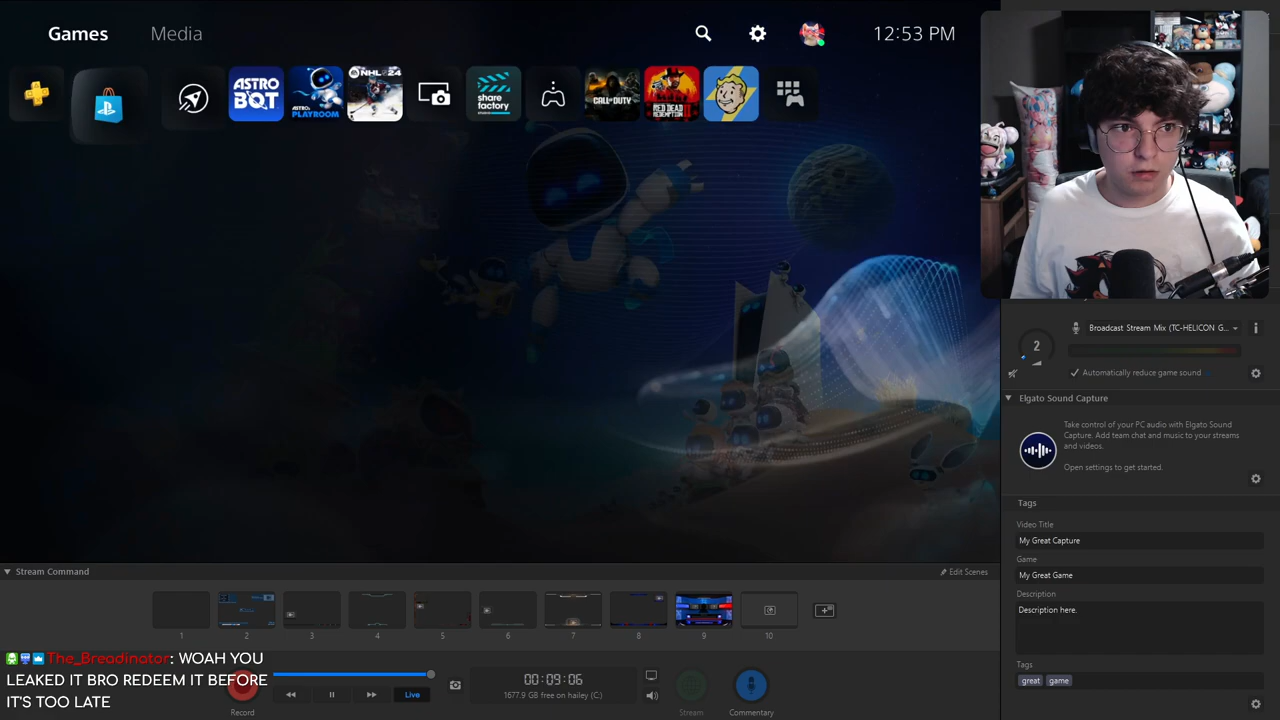 Games Media 12:53 PM
ASTRO BOT
ASTRO's PLAYROOM
NHL 24
share factory
CALL OF DUTY
RED DEAD REDEMPTION II
2
Broadcast Stream Mix (TC-HELICON G...
Automatically reduce game sound
Elgato Sound Capture
Take control of your PC audio with Elgato Sound
Capture. Add team chat and music to your streams
and videos.
Open settings to get started.
Tags
Video Title
My Great Capture
Game
My Great Game
Description
Description here.
Tags
great game
Stream Command Edit Scenes
1 2 3 4 5 6 7 8 9 10
The_Breadinator: WOAH YOU
LEAKED IT BRO REDEEM IT BEFORE
IT'S TOO LATE
Live
00:09:06
1677.9 GB free on hailey (C:)
Record Stream Commentary